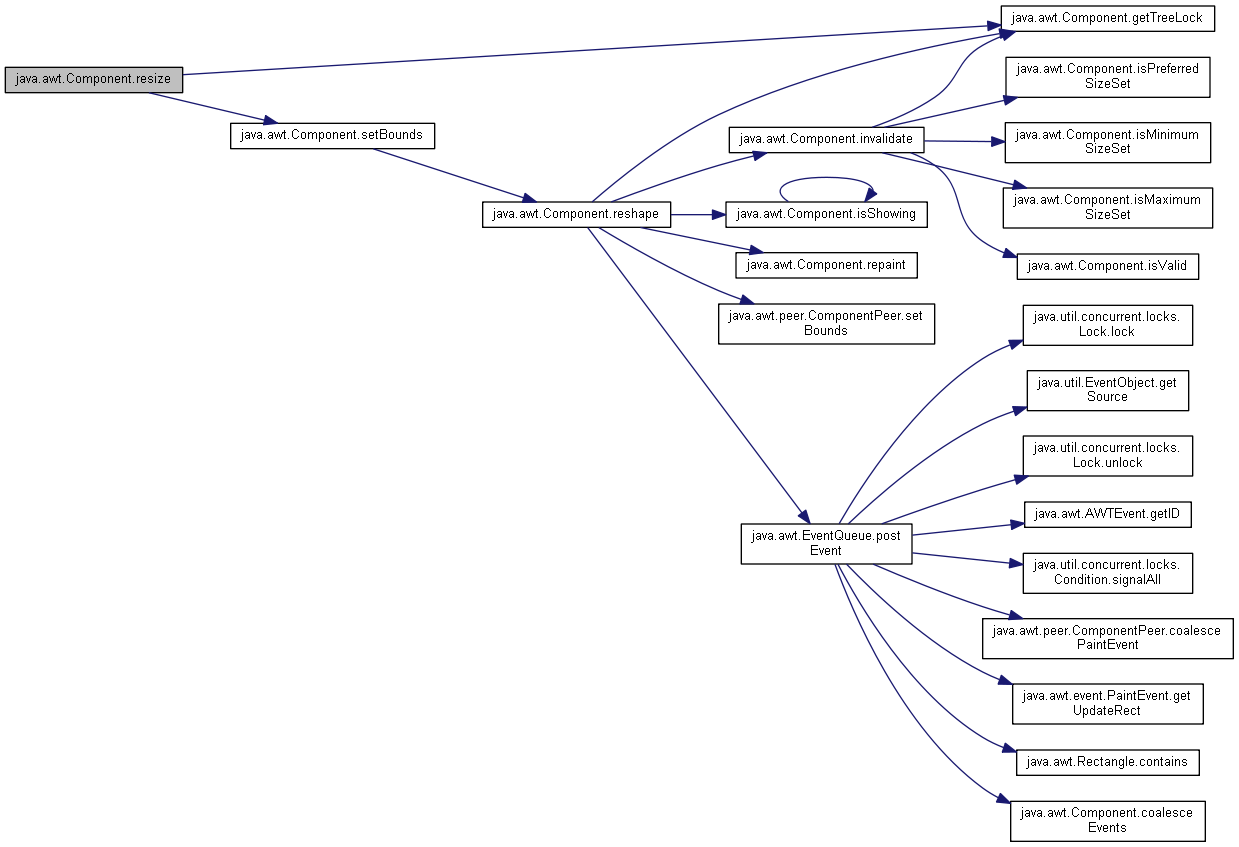 java.awt.Component.resize
java.awt.Component.setBounds
java.awt.Component.reshape
java.awt.Component.getTreeLock
java.awt.Component.invalidate
java.awt.Component.isPreferred
SizeSet
java.awt.Component.isMinimum
SizeSet
java.awt.Component.isMaximum
SizeSet
java.awt.Component.isValid
java.awt.Component.isShowing
java.awt.Component.repaint
java.awt.peer.ComponentPeer.set
Bounds
java.awt.EventQueue.post
Event
java.util.concurrent.locks.
Lock.lock
java.util.EventObject.get
Source
java.util.concurrent.locks.
Lock.unlock
java.awt.AWTEvent.getID
java.util.concurrent.locks.
Condition.signalAll
java.awt.peer.ComponentPeer.coalesce
PaintEvent
java.awt.event.PaintEvent.get
UpdateRect
java.awt.Rectangle.contains
java.awt.Component.coalesce
Events